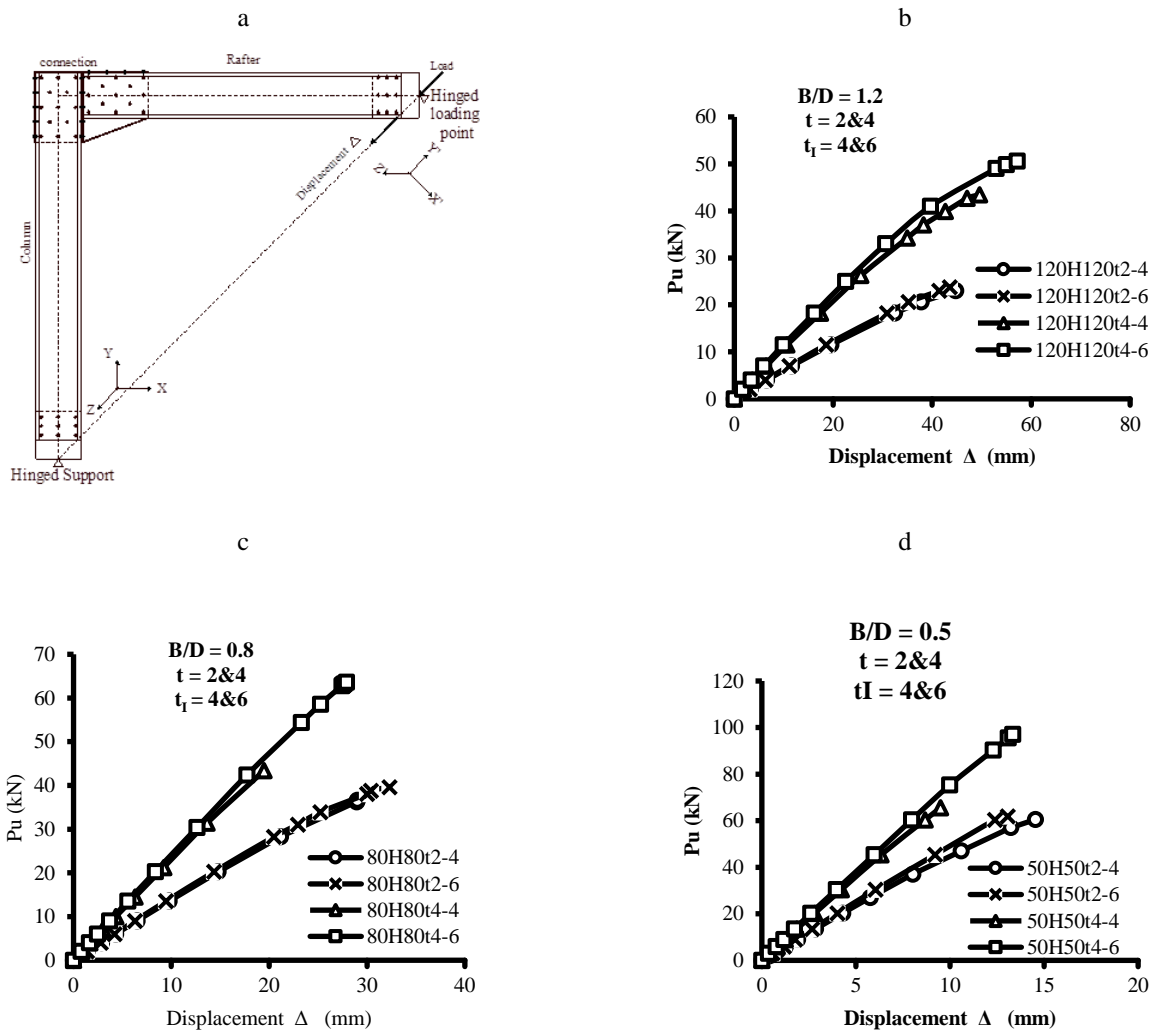 a
connection
Rafter
Load
Hinged
loading
point
Displacement Δ
Y'
Z'
X'
Column
Y
X
Z
Hinged Support
b
B/D = 1.2
t = 2&4
tI = 4&6
Pu (kN)
60
50
40
30
20
10
0
0 20 40 60 80
Displacement Δ (mm)
120H120t2-4
120H120t2-6
120H120t4-4
120H120t4-6
c
B/D = 0.8
t = 2&4
tI = 4&6
Pu (kN)
70
60
50
40
30
20
10
0
0 10 20 30 40
Displacement Δ (mm)
80H80t2-4
80H80t2-6
80H80t4-4
80H80t4-6
d
B/D = 0.5
t = 2&4
tI = 4&6
Pu (kN)
120
100
80
60
40
20
0
0 5 10 15 20
Displacement Δ (mm)
50H50t2-4
50H50t2-6
50H50t4-4
50H50t4-6